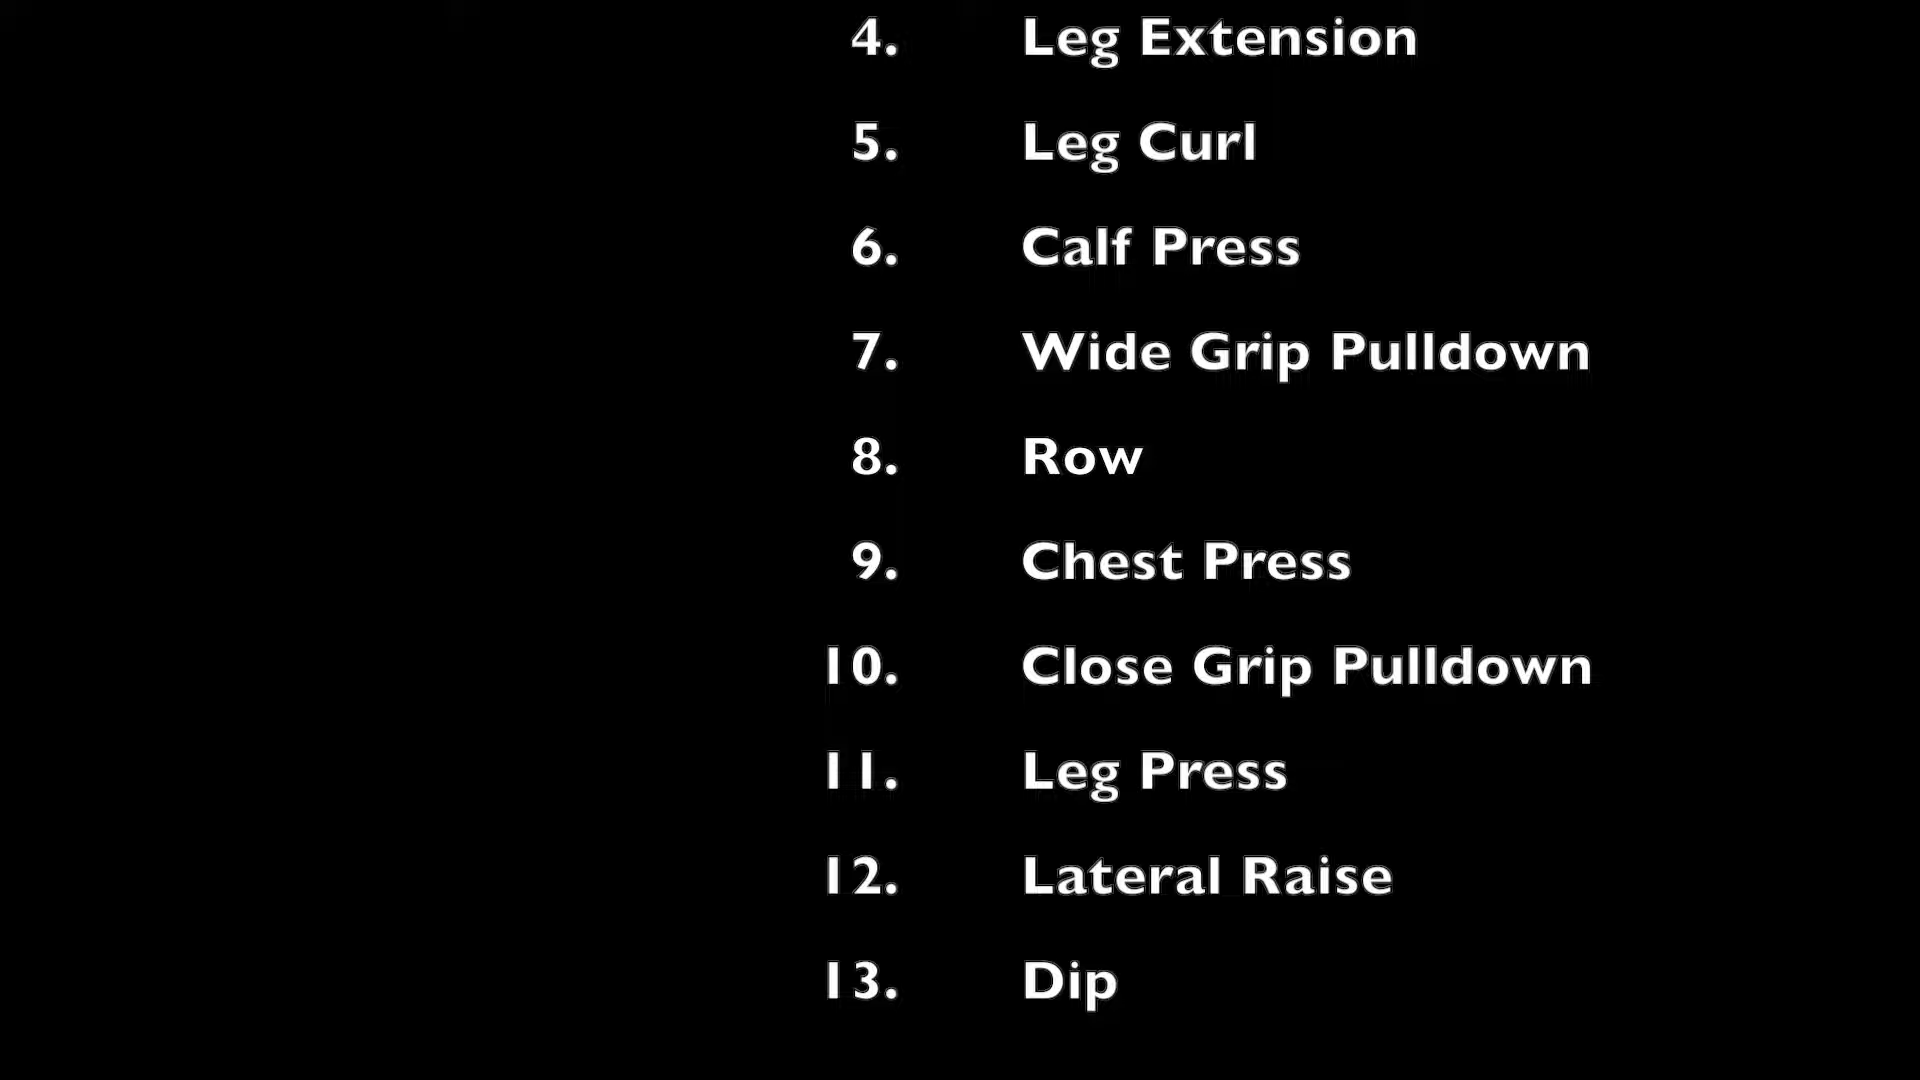 4. Leg Extension
5. Leg Curl
6. Calf Press
7. Wide Grip Pulldown
8. Row
9. Chest Press
10. Close Grip Pulldown
11. Leg Press
12. Lateral Raise
13. Dip